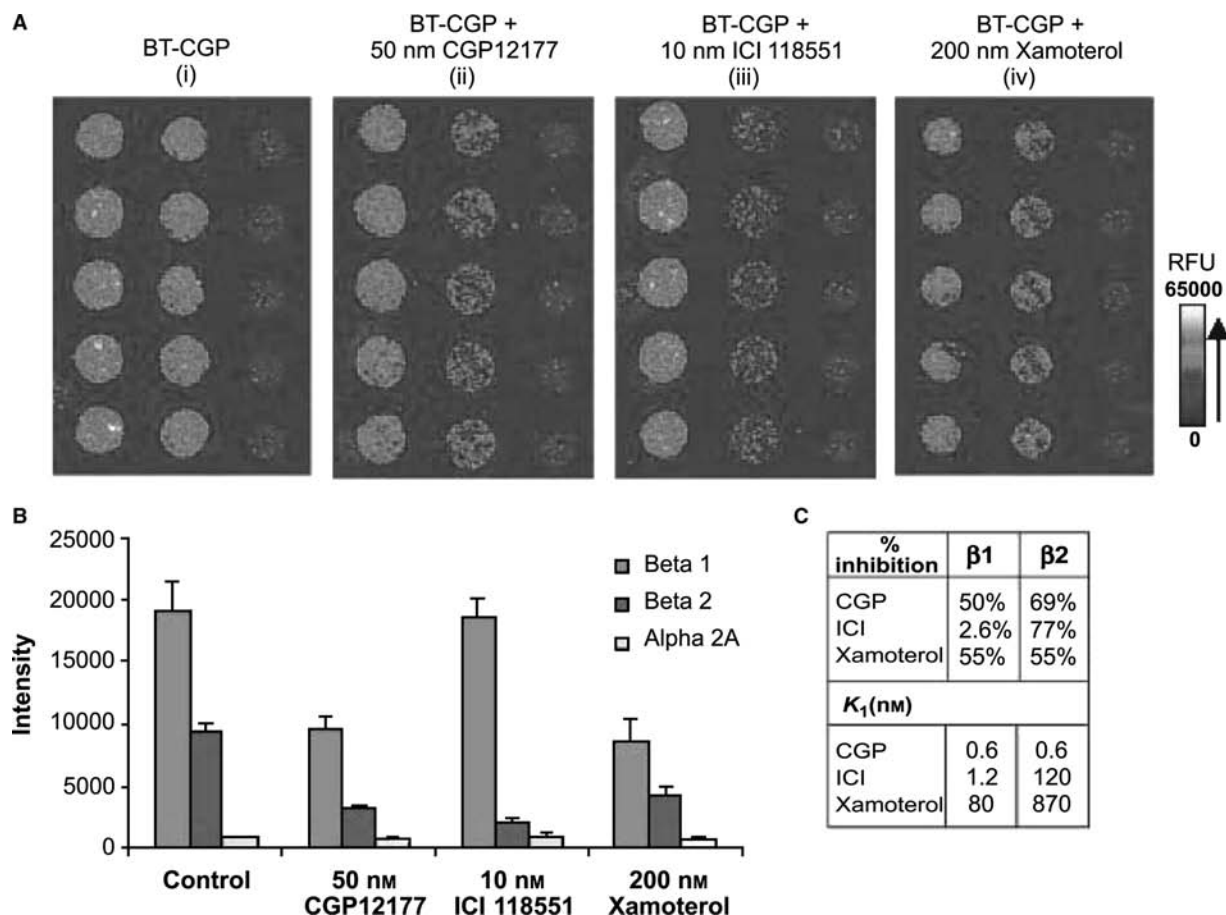 A
BT-CGP
(i)
BT-CGP +
50 nm CGP12177
(ii)
BT-CGP +
10 nm ICI 118551
(iii)
BT-CGP +
200 nm Xamoterol
(iv)
RFU
65000
0
B
25000
20000
15000
10000
5000
0
Intensity
Beta 1
Beta 2
Alpha 2A
Control
50 nM
CGP12177
10 nM
ICI 118551
200 nM
Xamoterol
C
%
inhibition β1 β2
CGP 50% 69%
ICI 2.6% 77%
Xamoterol 55% 55%
K1(nM)
CGP 0.6 0.6
ICI 1.2 120
Xamoterol 80 870